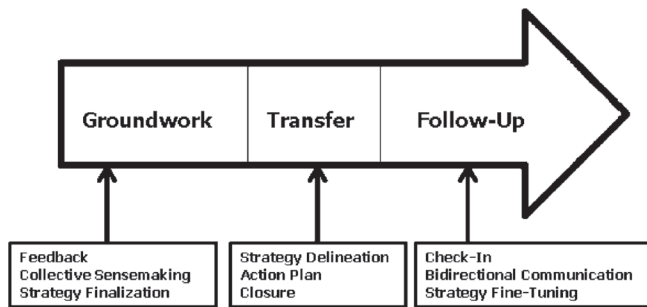 Groundwork
Transfer
Follow-Up
Feedback
Collective Sensemaking
Strategy Finalization
Strategy Delineation
Action Plan
Closure
Check-In
Bidirectional Communication
Strategy Fine-Tuning